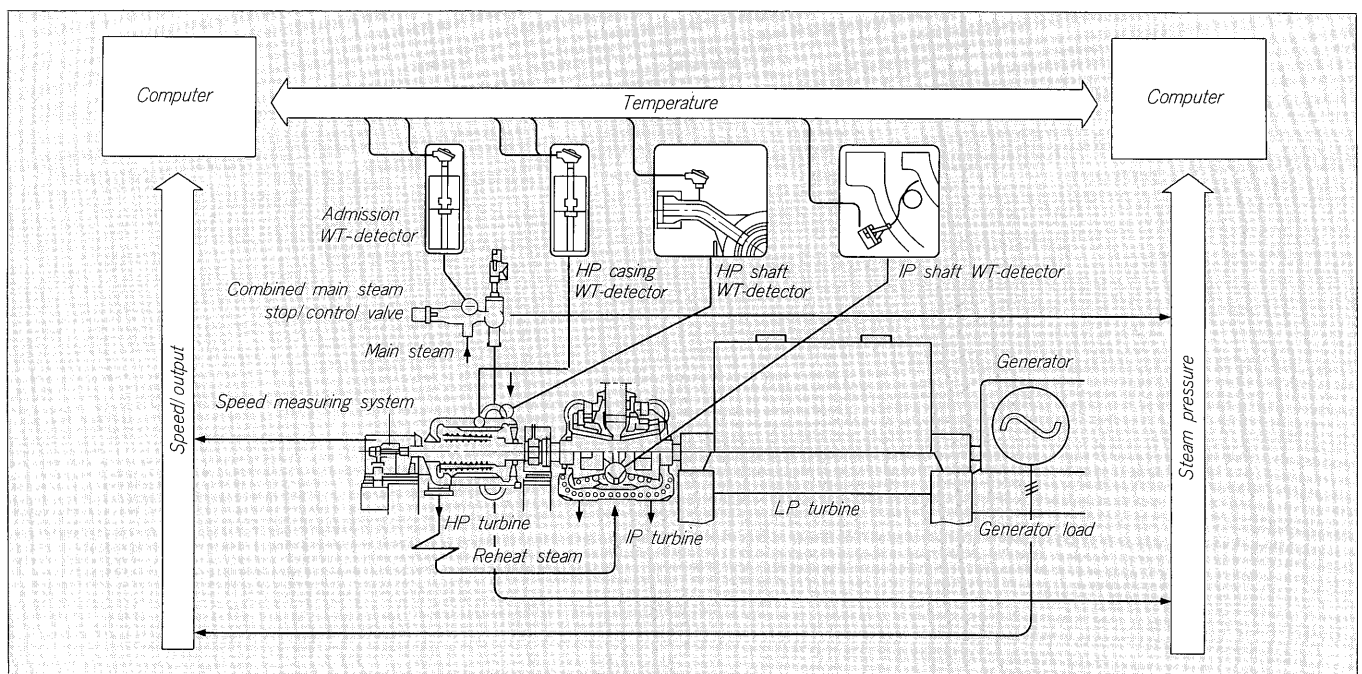 Computer
Temperature
Computer
Admission
WT-detector
HP casing
WT-detector
HP shaft
WT-detector
IP shaft WT-detector
Combined main steam
stop/control valve
Main steam
Speed measuring system
Speed/output
Generator
Steam pressure
HP turbine
Reheat steam
IP turbine
LP turbine
Generator load